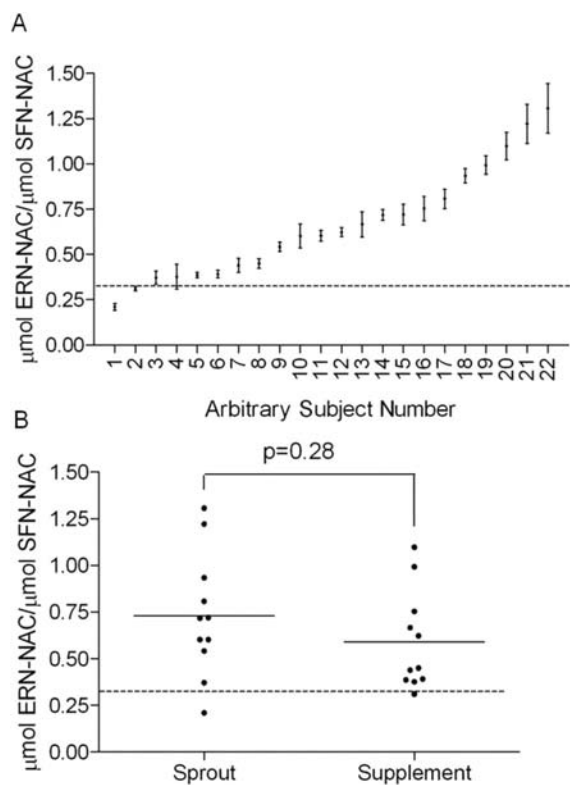 A
μmol ERN-NAC/μmol SFN-NAC
1.50
1.25
1.00
0.75
0.50
0.25
0.00
1 2 3 4 5 6 7 8 9 10 11 12 13 14 15 16 17 18 19 20 21 22
Arbitrary Subject Number
B
p=0.28
μmol ERN-NAC/μmol SFN-NAC
1.50
1.25
1.00
0.75
0.50
0.25
0.00
Sprout Supplement